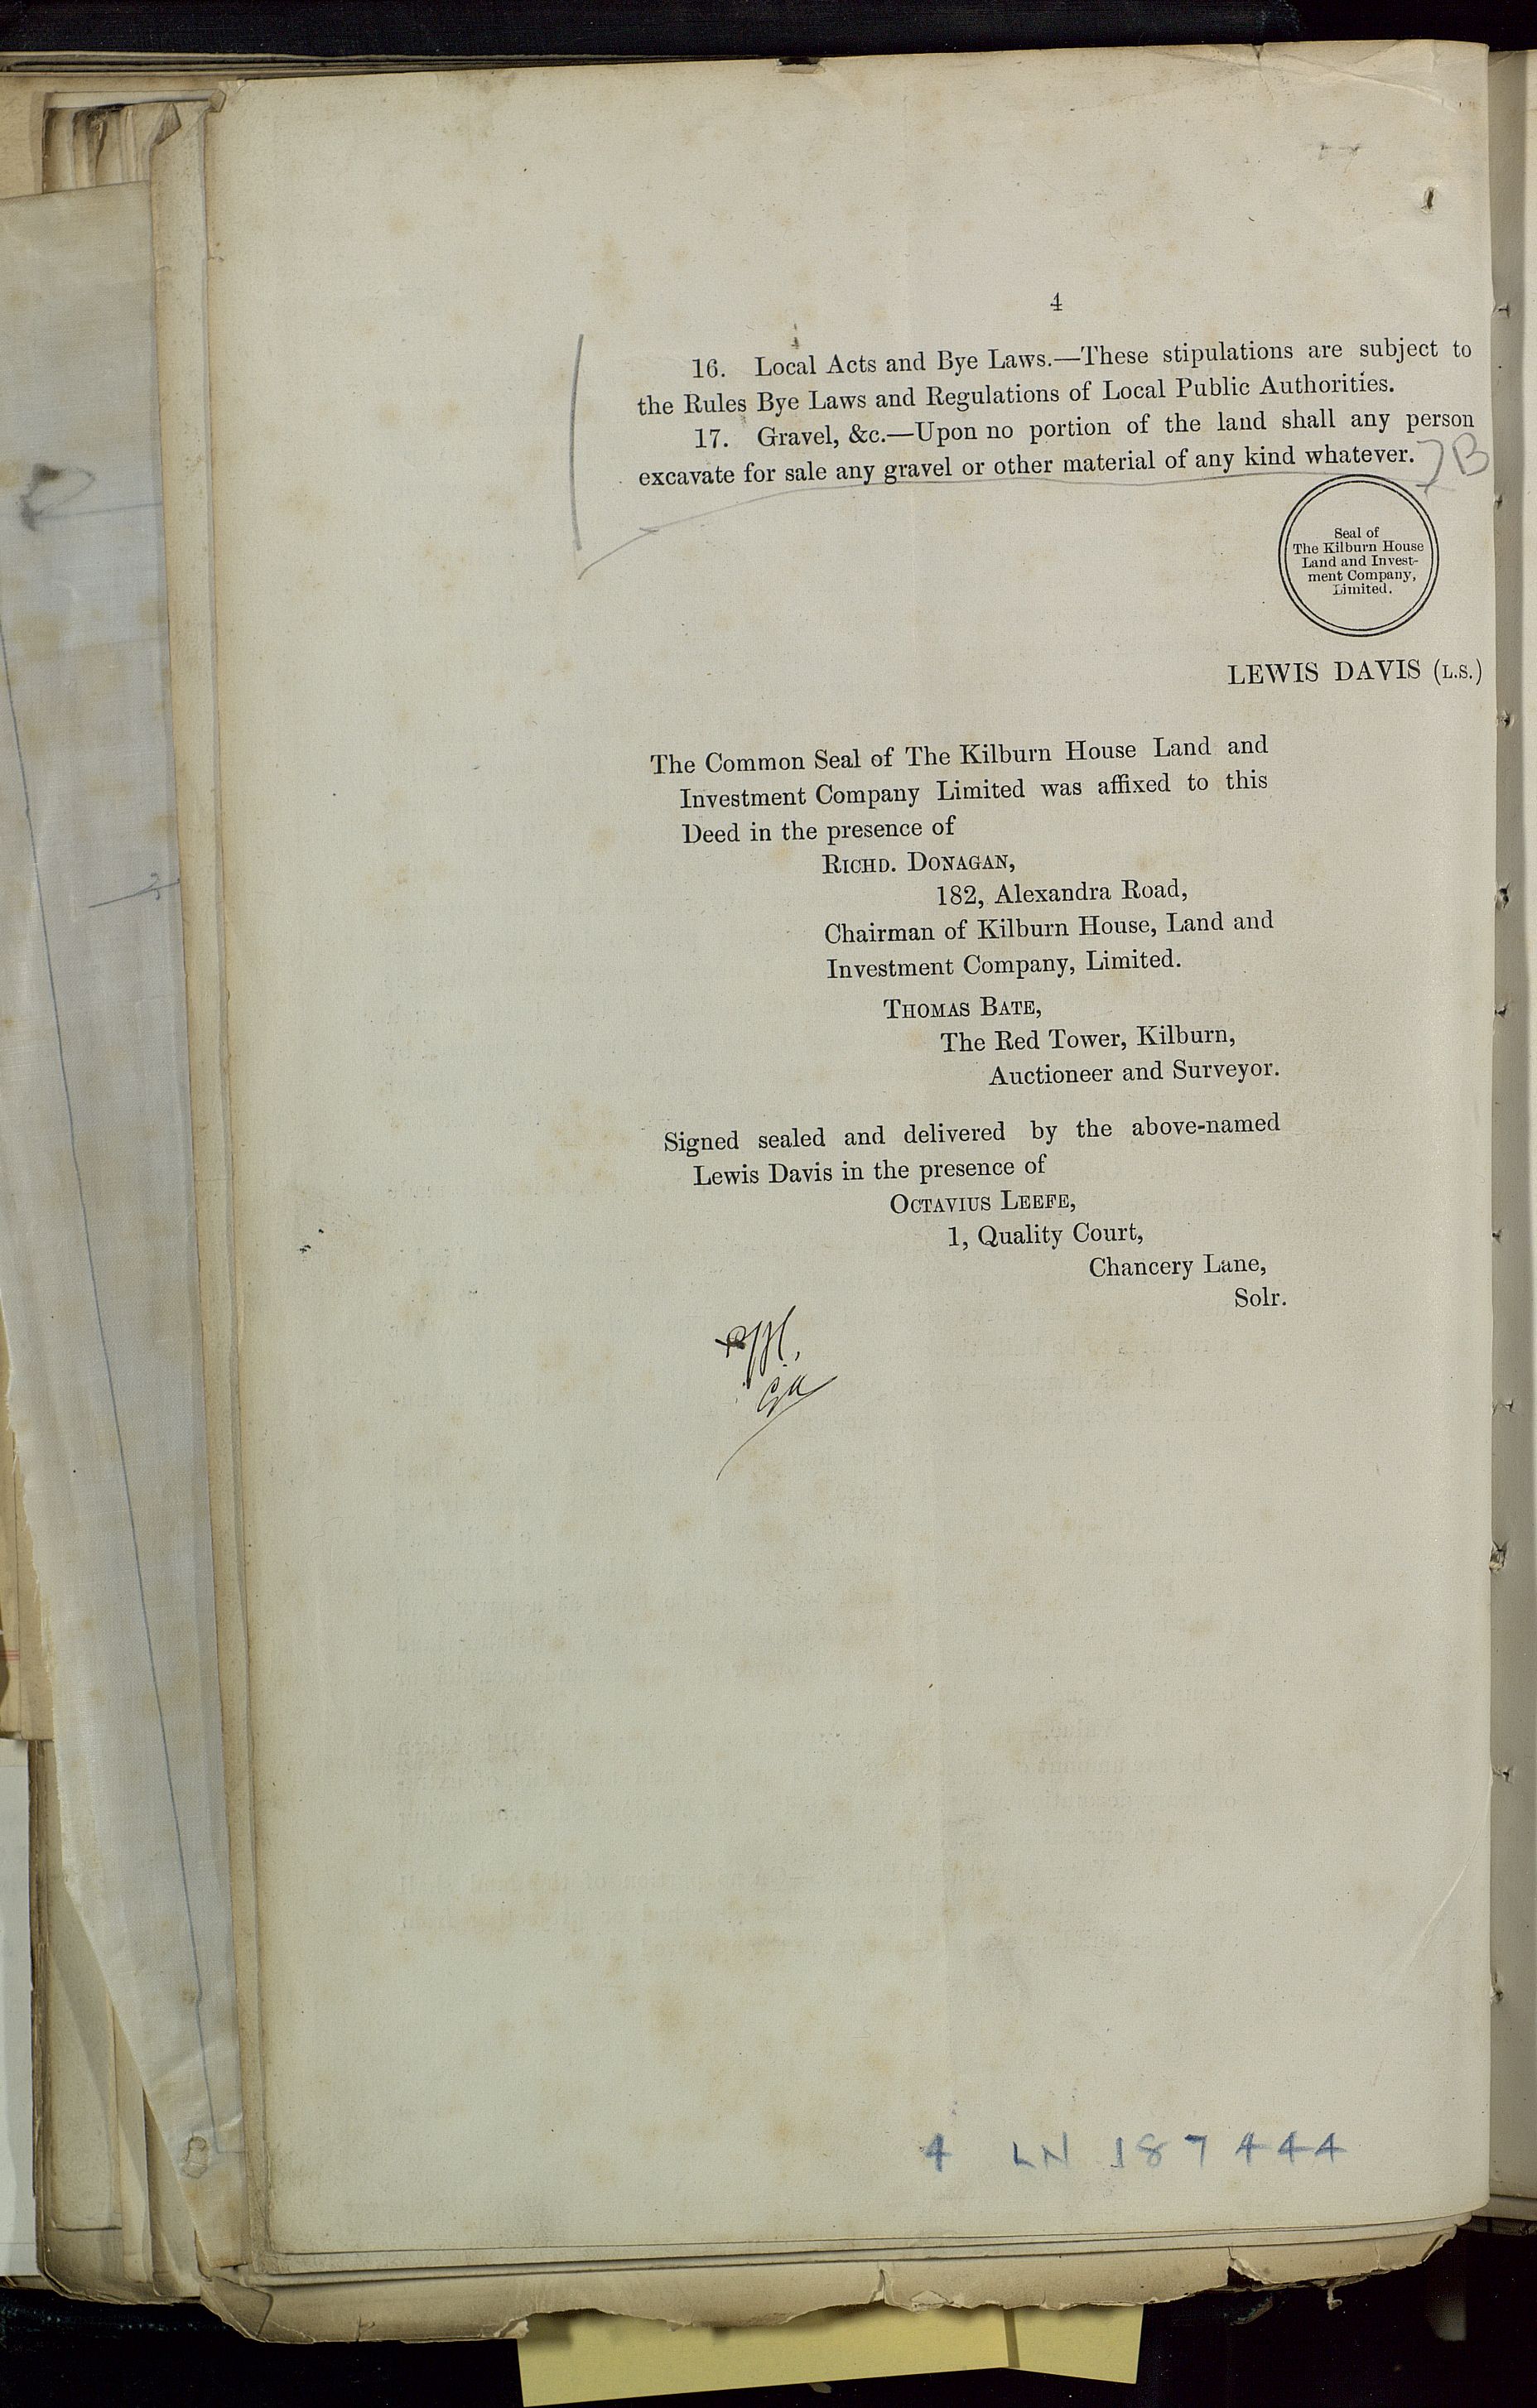 4
16. Local Acts and Bye Laws.—These stipulations are subject to
the Rules Bye Laws and Regulations of Local Public Authorities.
17. Gravel, &c.—Upon no portion of the land shall any person
excavate for sale any gravel or other material of any kind whatever.
B
Seal of
The Kilburn House
Land and Invest-
ment Company,
Limited.
LEWIS DAVIS (L.S.)
The Common Seal of The Kilburn House Land and
Investment Company Limited was affixed to this
Deed in the presence of
RICHD. DONAGAN,
182, Alexandra Road,
Chairman of Kilburn House, Land and
Investment Company, Limited.
THOMAS BATE,
The Red Tower, Kilburn,
Auctioneer and Surveyor.
Signed sealed and delivered by the above-named
Lewis Davis in the presence of
OCTAVIUS LEEFE,
1, Quality Court,
Chancery Lane,
Solr.
4 LN 187444